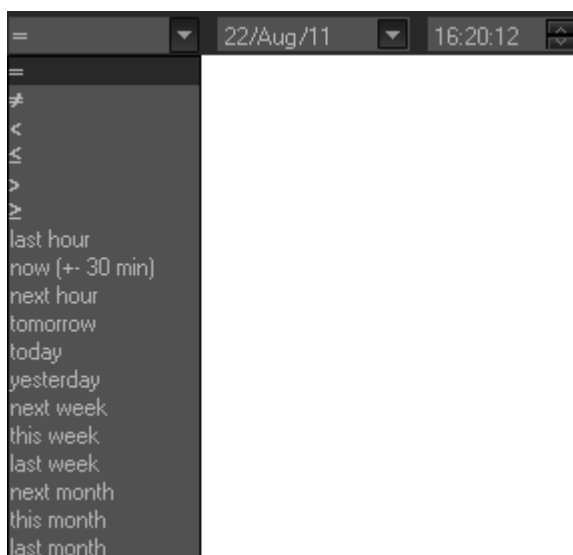 = 22/Aug/11 16:20:12
=
≠
<
≤
>
≥
last hour
now (+- 30 min)
next hour
tomorrow
today
yesterday
next week
this week
last week
next month
this month
last month